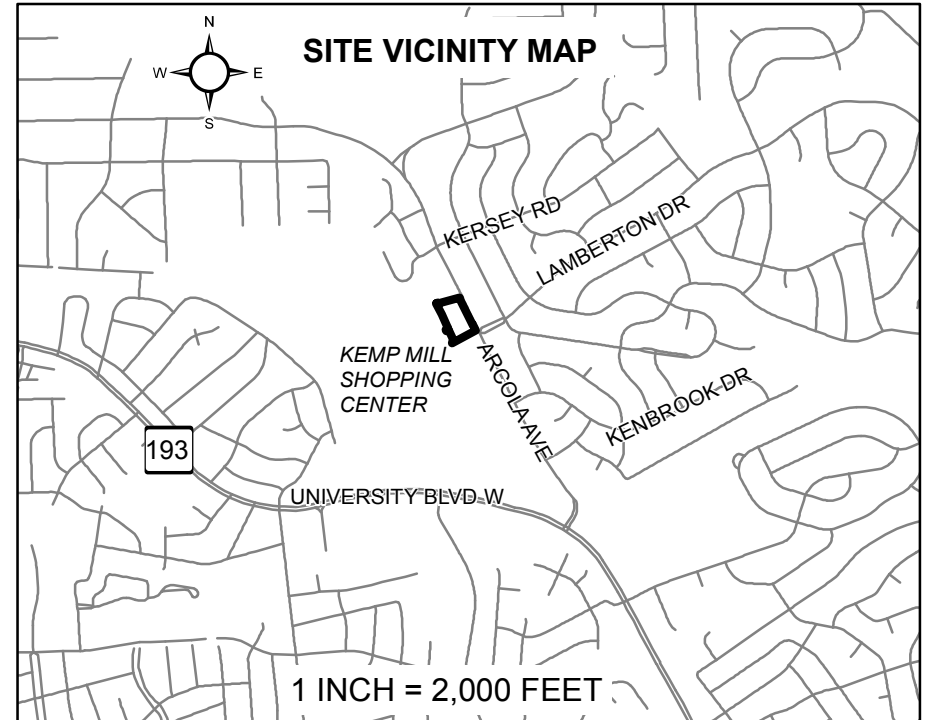 N
SITE VICINITY MAP
W
E
S
KERSEY RD
LAMBERTON DR
KEMP MILL
SHOPPING
CENTER
ARCOLA AVE
KENBROOK DR
193
UNIVERSITY BLVD W
1 INCH = 2,000 FEET